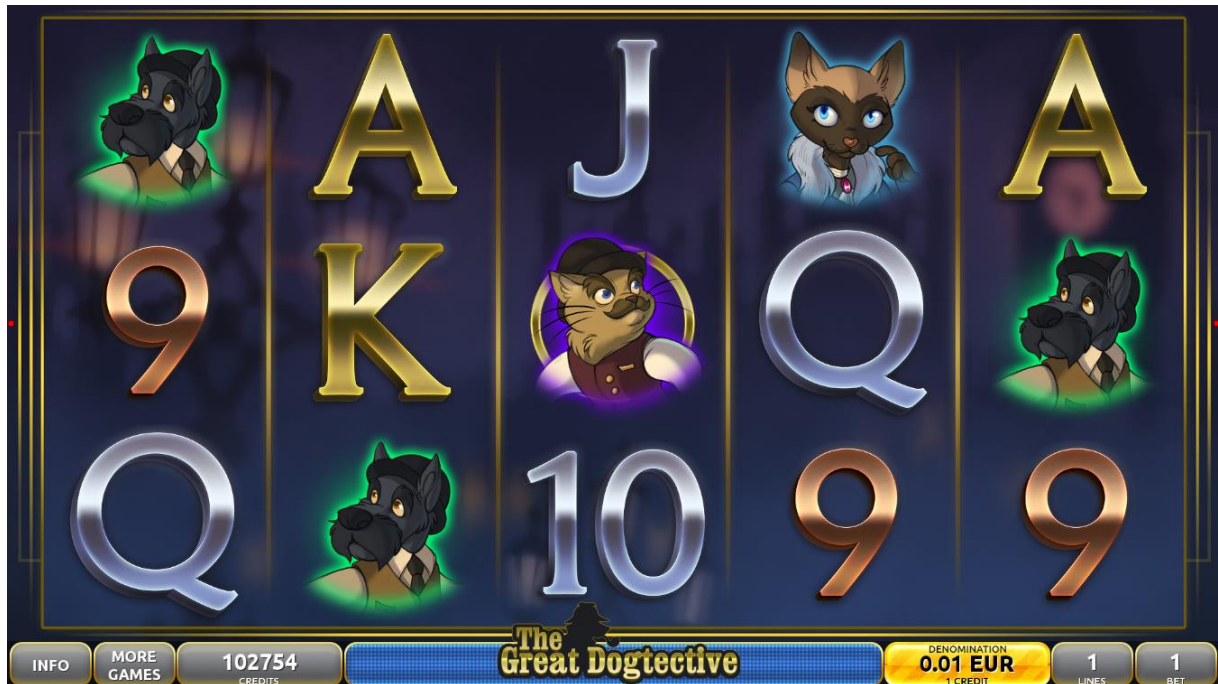 A J A
9 K Q
Q 10 9 9
The
Great Dogtective
INFO
MORE
GAMES
102754
CREDITS
DENOMINATION
0.01 EUR
1 CREDIT
1
LINES
1
BET